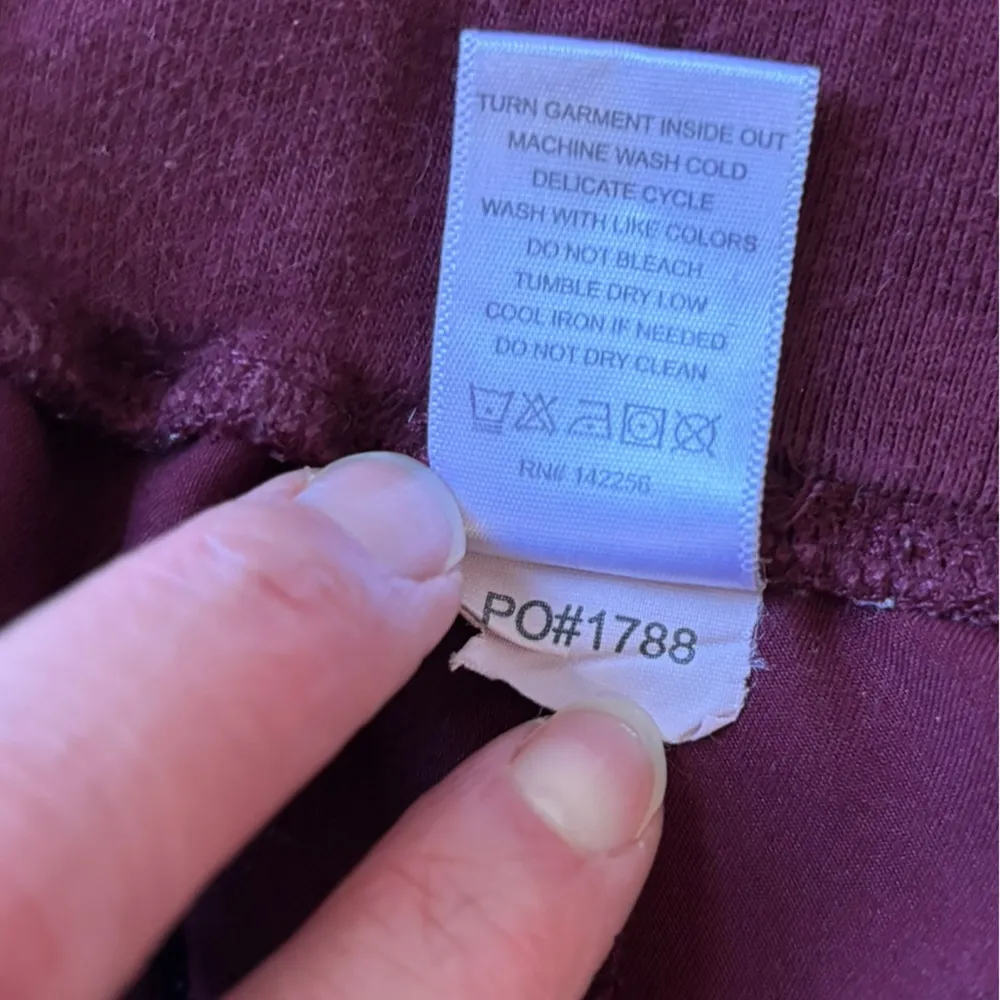 TURN GARMENT INSIDE OUT
MACHINE WASH COLD
DELICATE CYCLE
WASH WITH LIKE COLORS
DO NOT BLEACH
TUMBLE DRY LOW
COOL IRON IF NEEDED
DO NOT DRY CLEAN
RN# 142256
PO#1788